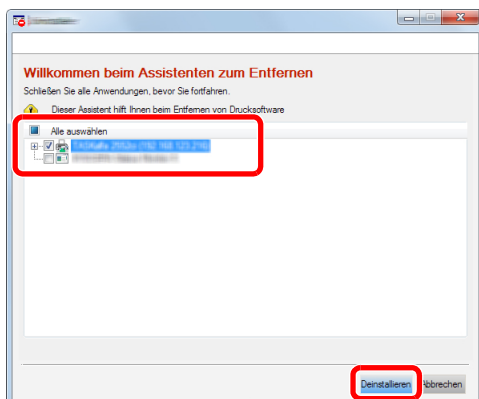 Willkommen beim Assistenten zum Entfernen
Schließen Sie alle Anwendungen, bevor Sie fortfahren.
Dieser Assistent hilft Ihnen beim Entfernen von Drucksoftware
Alle auswählen
Deinstallieren
Abbrechen